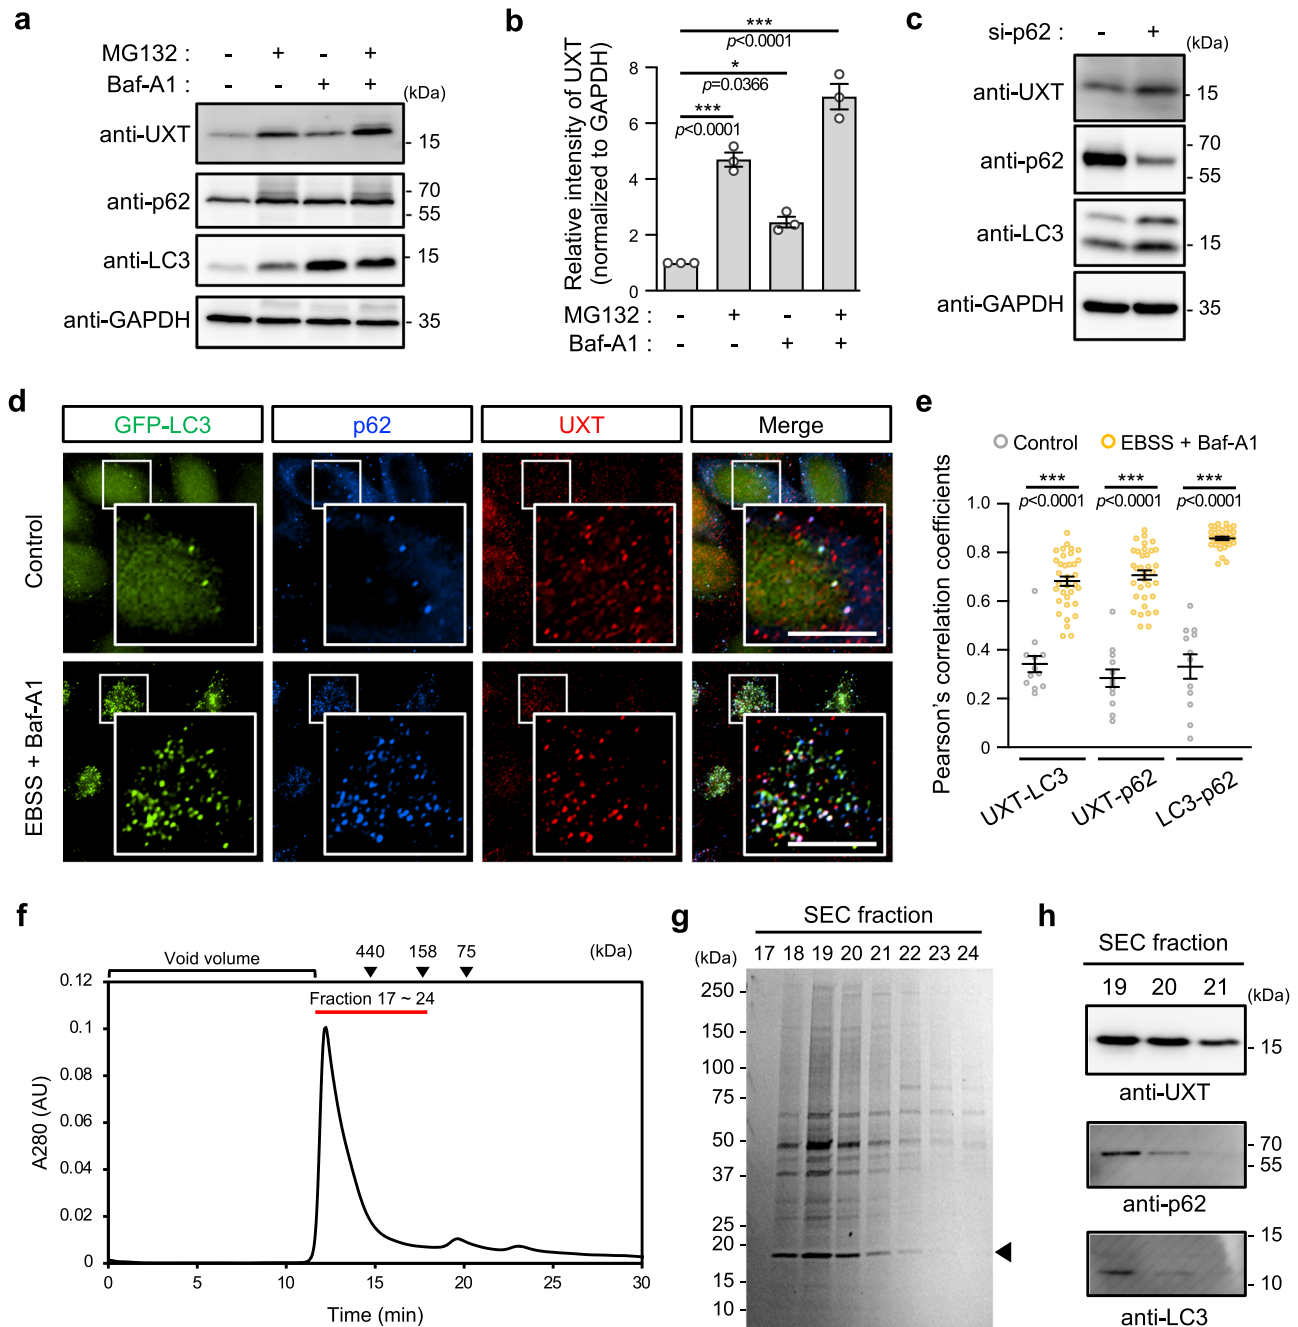 a
MG132 : - + - +
Baf-A1 : - - + +
(kDa)
anti-UXT
- 15
anti-p62
- 70
- 55
anti-LC3
- 15
anti-GAPDH
- 35
b
Relative intensity of UXT
(normalized to GAPDH)
8
6
4
2
0
***
p<0.0001
*
p=0.0366
***
p<0.0001
MG132 : - + - +
Baf-A1 : - - + +
c
si-p62 : - +
(kDa)
anti-UXT
- 15
anti-p62
- 70
- 55
anti-LC3
- 15
anti-GAPDH
- 35
d
GFP-LC3 p62 UXT Merge
Control
EBSS + Baf-A1
e
Control EBSS + Baf-A1
*** *** ***
p<0.0001 p<0.0001 p<0.0001
Pearson's correlation coefficients
1.0
0.8
0.6
0.4
0.2
0
UXT-LC3 UXT-p62 LC3-p62
f
Void volume
440 158 75 (kDa)
Fraction 17 ~ 24
A280 (AU)
0.12
0.1
0.08
0.06
0.04
0.02
0
0 5 10 15 20 25 30
Time (min)
g
SEC fraction
(kDa) 17 18 19 20 21 22 23 24
250 -
150 -
100 -
75 -
50 -
37 -
25 -
20 -
15 -
10 -
h
SEC fraction
19 20 21 (kDa)
- 15
anti-UXT
- 70
- 55
anti-p62
- 15
- 10
anti-LC3